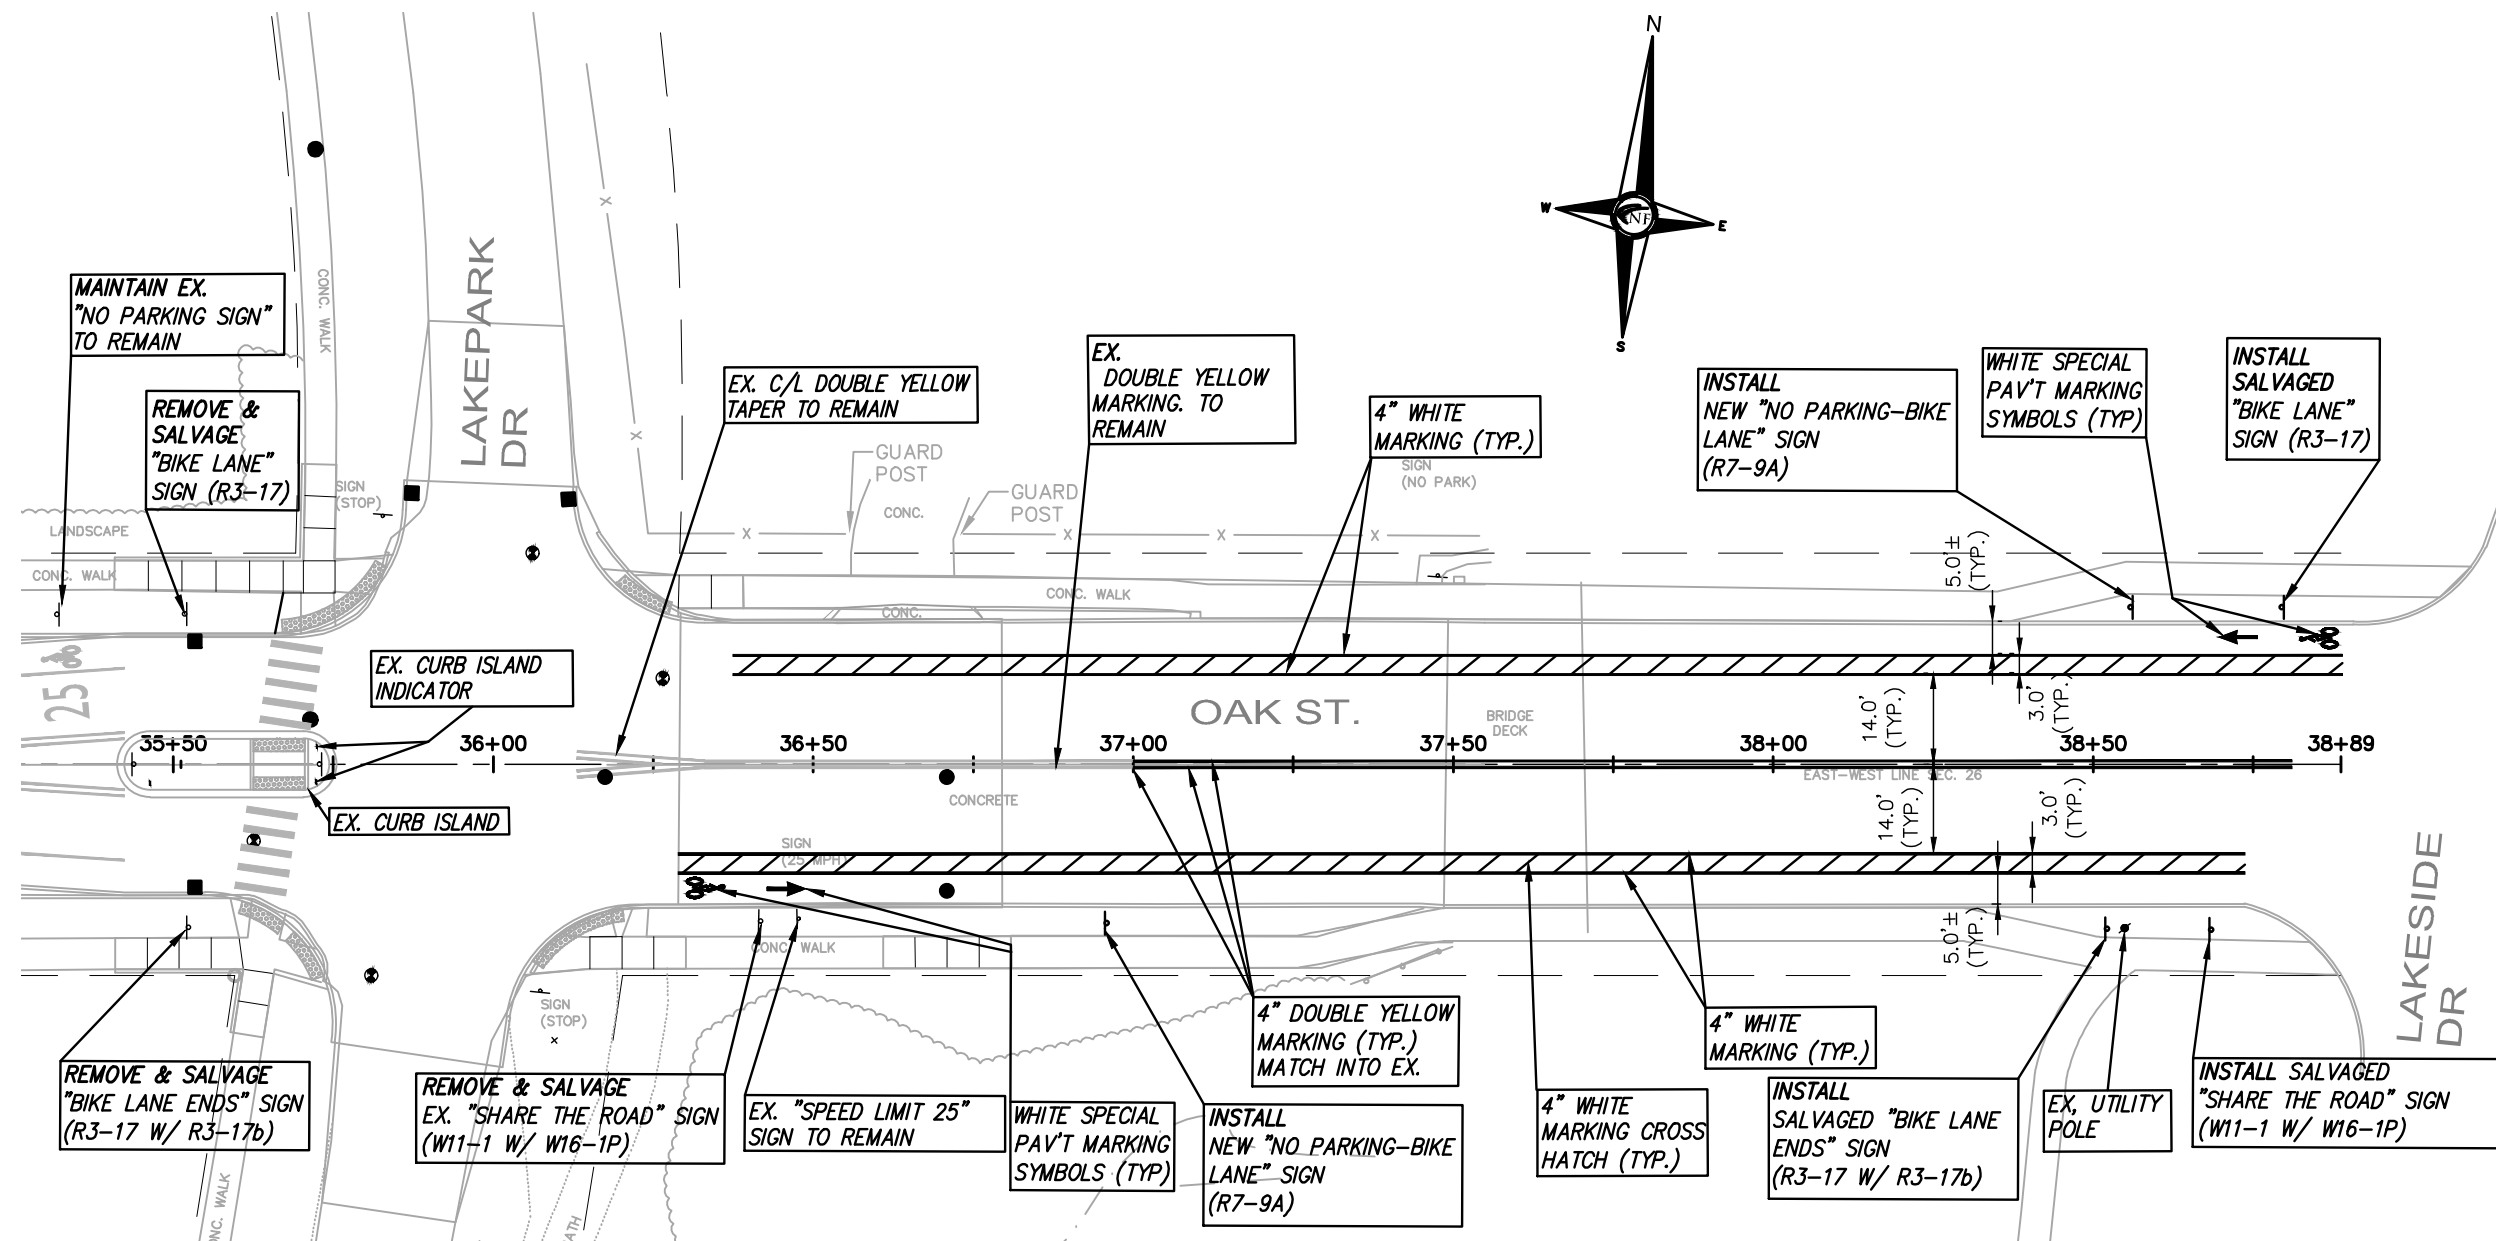 N
W
E
S
NF
LAKEPARK
DR
CONC. WALK
MAINTAIN EX.
"NO PARKING SIGN"
TO REMAIN
REMOVE &
SALVAGE
"BIKE LANE"
SIGN (R3-17)
SIGN
(STOP)
LANDSCAPE
CONC. WALK
EX. C/L DOUBLE YELLOW
TAPER TO REMAIN
EX.
DOUBLE YELLOW
MARKING. TO
REMAIN
4" WHITE
MARKING (TYP.)
SIGN
(NO PARK)
INSTALL
NEW "NO PARKING-BIKE
LANE" SIGN
(R7-9A)
WHITE SPECIAL
PAV'T MARKING
SYMBOLS (TYP)
INSTALL
SALVAGED
"BIKE LANE"
SIGN (R3-17)
GUARD
POST
CONC.
GUARD
POST
X
X
X
X
X
X
CONC. WALK
CONC.
5.0'±
(TYP.)
3.0'
(TYP.)
14.0'
(TYP.)
EX. CURB ISLAND
INDICATOR
25
OAK ST.
BRIDGE
DECK
35+50
36+00
36+50
37+00
37+50
38+00
38+50
38+89
EAST-WEST LINE SEC. 26
CONCRETE
EX. CURB ISLAND
SIGN
(25 MPH)
14.0'
(TYP.)
3.0'
(TYP.)
5.0'±
(TYP.)
LAKESIDE
DR
CONC. WALK
SIGN
(STOP)
REMOVE & SALVAGE
"BIKE LANE ENDS" SIGN
(R3-17 W/ R3-17b)
REMOVE & SALVAGE
EX. "SHARE THE ROAD" SIGN
(W11-1 W/ W16-1P)
EX. "SPEED LIMIT 25"
SIGN TO REMAIN
WHITE SPECIAL
PAV'T MARKING
SYMBOLS (TYP)
4" DOUBLE YELLOW
MARKING (TYP.)
MATCH INTO EX.
INSTALL
NEW "NO PARKING-BIKE
LANE" SIGN
(R7-9A)
4" WHITE
MARKING CROSS
HATCH (TYP.)
4" WHITE
MARKING (TYP.)
INSTALL
SALVAGED "BIKE LANE
ENDS" SIGN
(R3-17 W/ R3-17b)
EX, UTILITY
POLE
INSTALL SALVAGED
"SHARE THE ROAD" SIGN
(W11-1 W/ W16-1P)
WALK